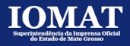 IOMAT
Superintendência da Imprensa Oficial
do Estado de Mato Grosso